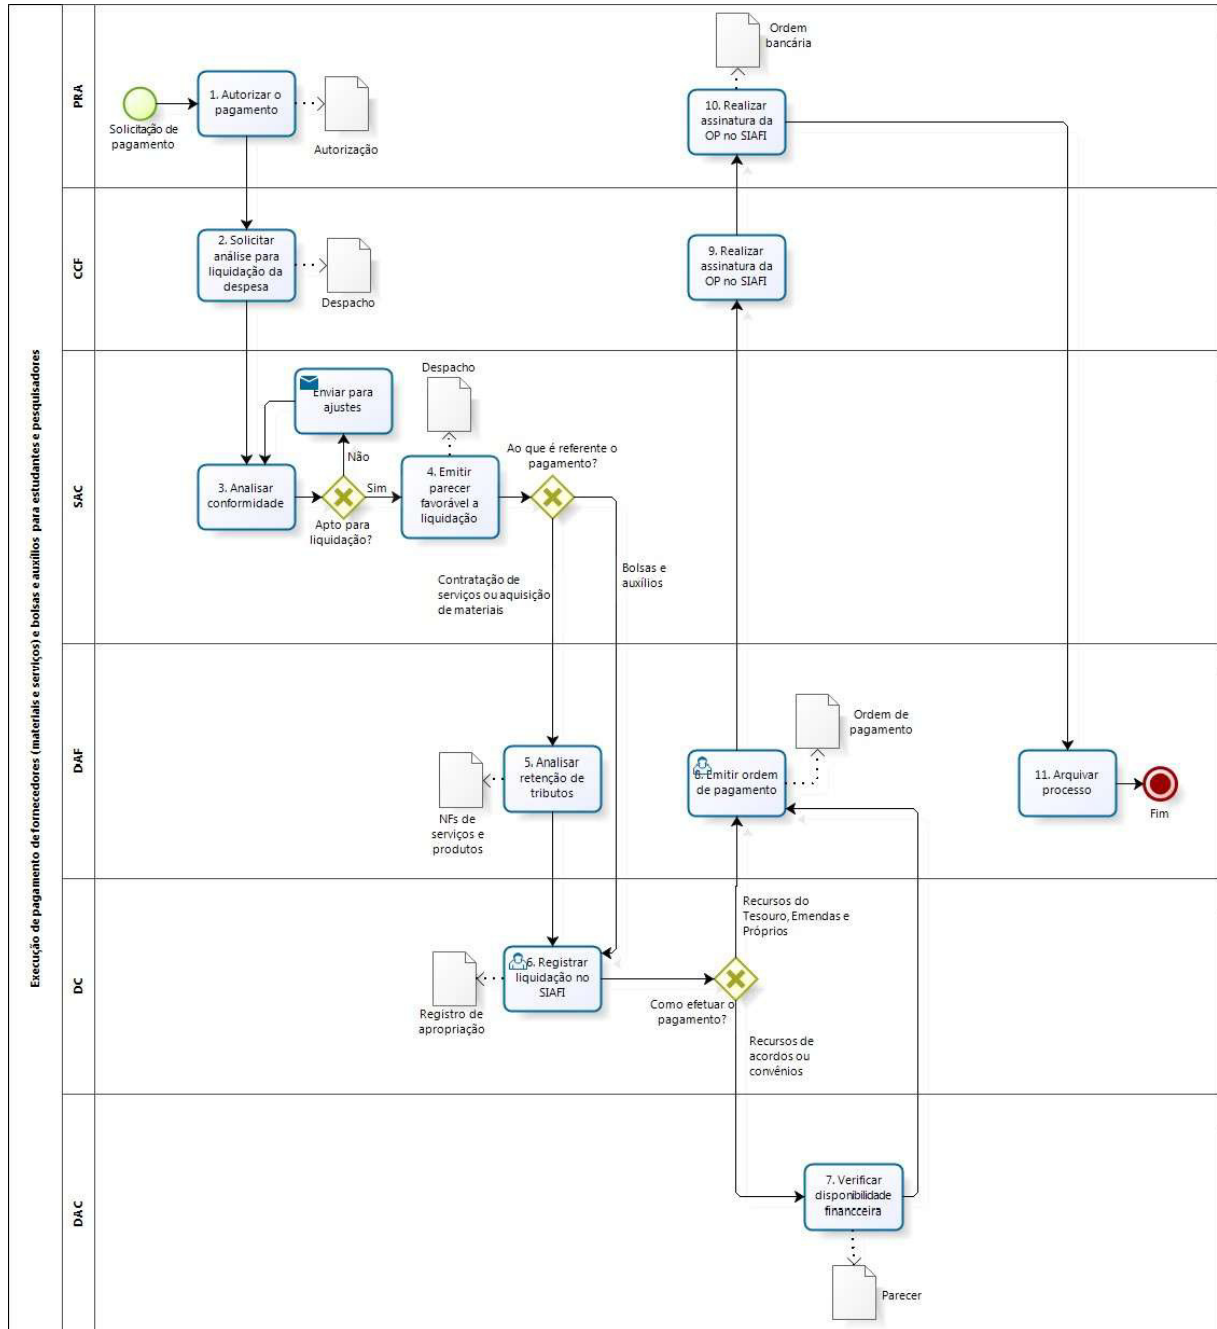 Execução de pagamento de fornecedores (materiais e serviços) e bolsas e auxílios para estudantes e pesquisadores
PRA
Solicitação de
pagamento
1. Autorizar o
pagamento
Autorização
Ordem
bancária
10. Realizar
assinatura da
OP no SIAFI
CCF
2. Solicitar
análise para
liquidação da
despesa
Despacho
9. Realizar
assinatura da
OP no SIAFI
SAC
Enviar para
ajustes
Não
3. Analisar
conformidade
Apto para
liquidação?
Sim
Despacho
4. Emitir
parecer
favorável a
liquidação
Ao que é referente o
pagamento?
Contratação de
serviços ou aquisição
de materiais
Bolsas e
auxílios
DAF
5. Analisar
retenção de
tributos
NFs de
serviços e
produtos
8. Emitir ordem
de pagamento
Ordem de
pagamento
11. Arquivar
processo
Fim
DC
6. Registrar
liquidação no
SIAFI
Registro de
apropriação
Como efetuar o
pagamento?
Recursos do
Tesouro, Emendas e
Próprios
Recursos de
acordos ou
convênios
DAC
7. Verificar
disponibilidade
financceira
Parecer